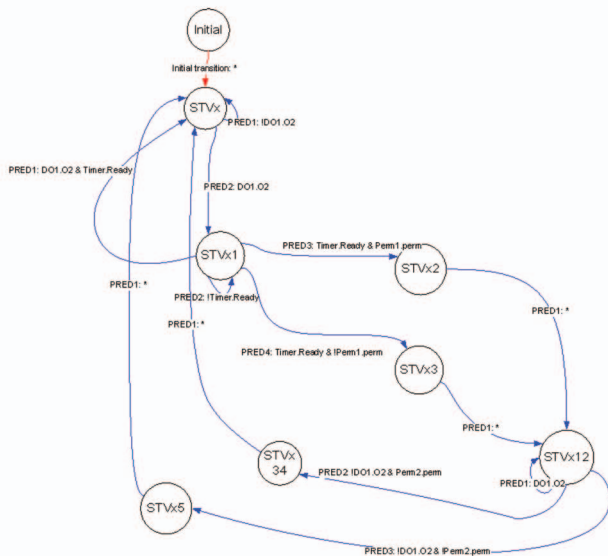 Initial
Initial transition: *
STVx
PRED1: !DO1.O2
PRED1: DO1.O2 & Timer.Ready
PRED2: DO1.O2
STVx1
PRED3: Timer.Ready & Perm1.perm
STVx2
PRED2: !Timer.Ready
PRED1: *
PRED1: *
PRED1: *
PRED4: Timer.Ready & !Perm1.perm
STVx3
PRED1: *
STVx
34
PRED2 !DO1.O2 & Perm2.perm
STVx12
PRED1: DO1.O2
STVx5
PRED3: !DO1.O2 & !Perm2.perm